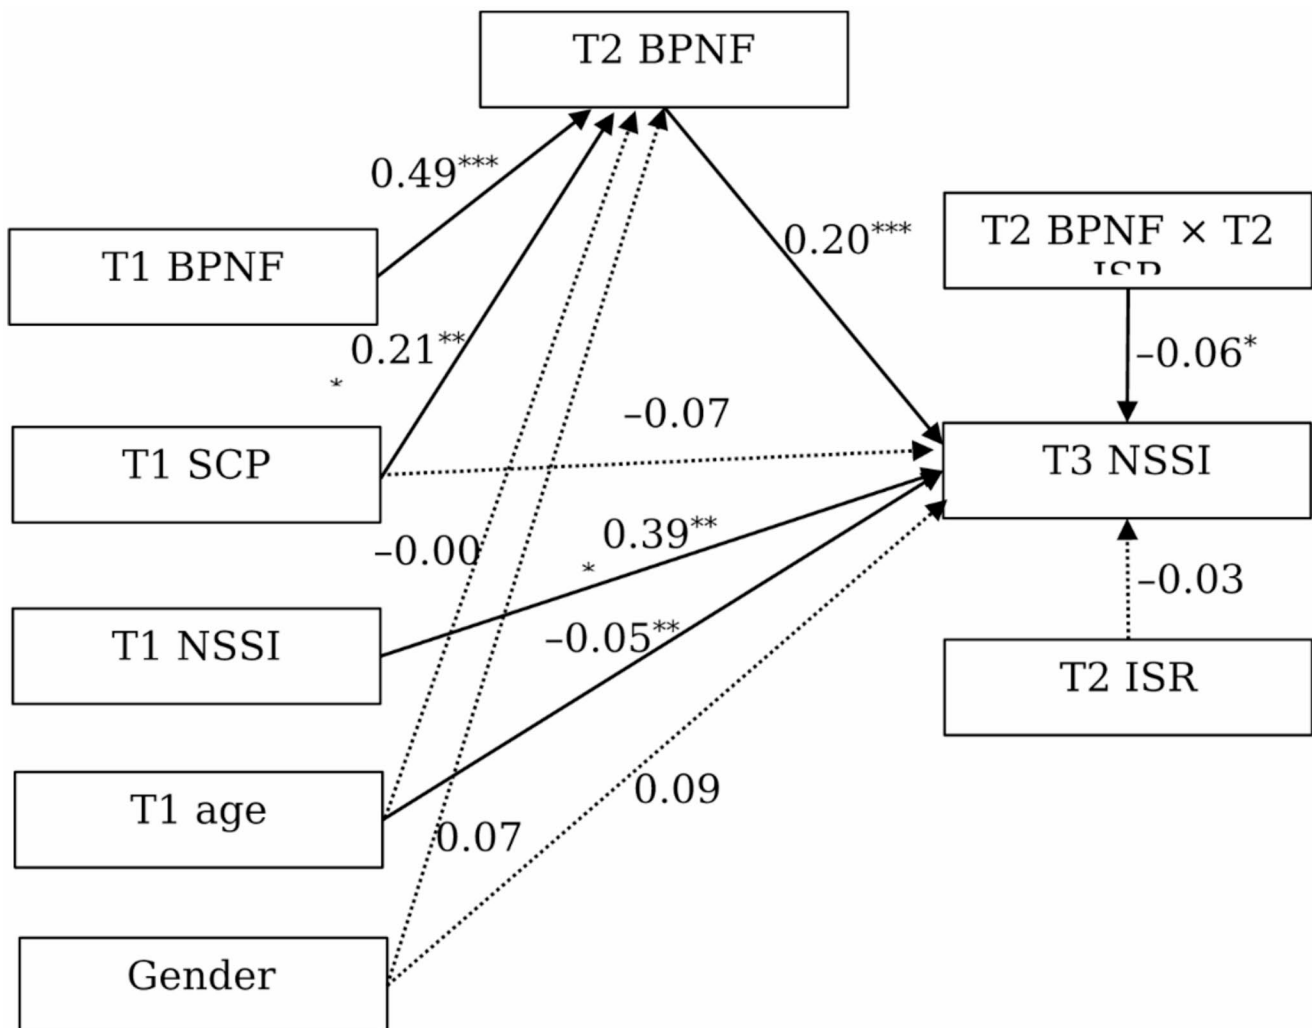 T2 BPNF
0.49***
T1 BPNF
0.20***
T2 BPNF × T2
ISR
0.21**
*
–0.06*
–0.07
T1 SCP
T3 NSSI
–0.00
0.39**
*
–0.03
T1 NSSI
–0.05**
T2 ISR
T1 age
0.09
0.07
Gender